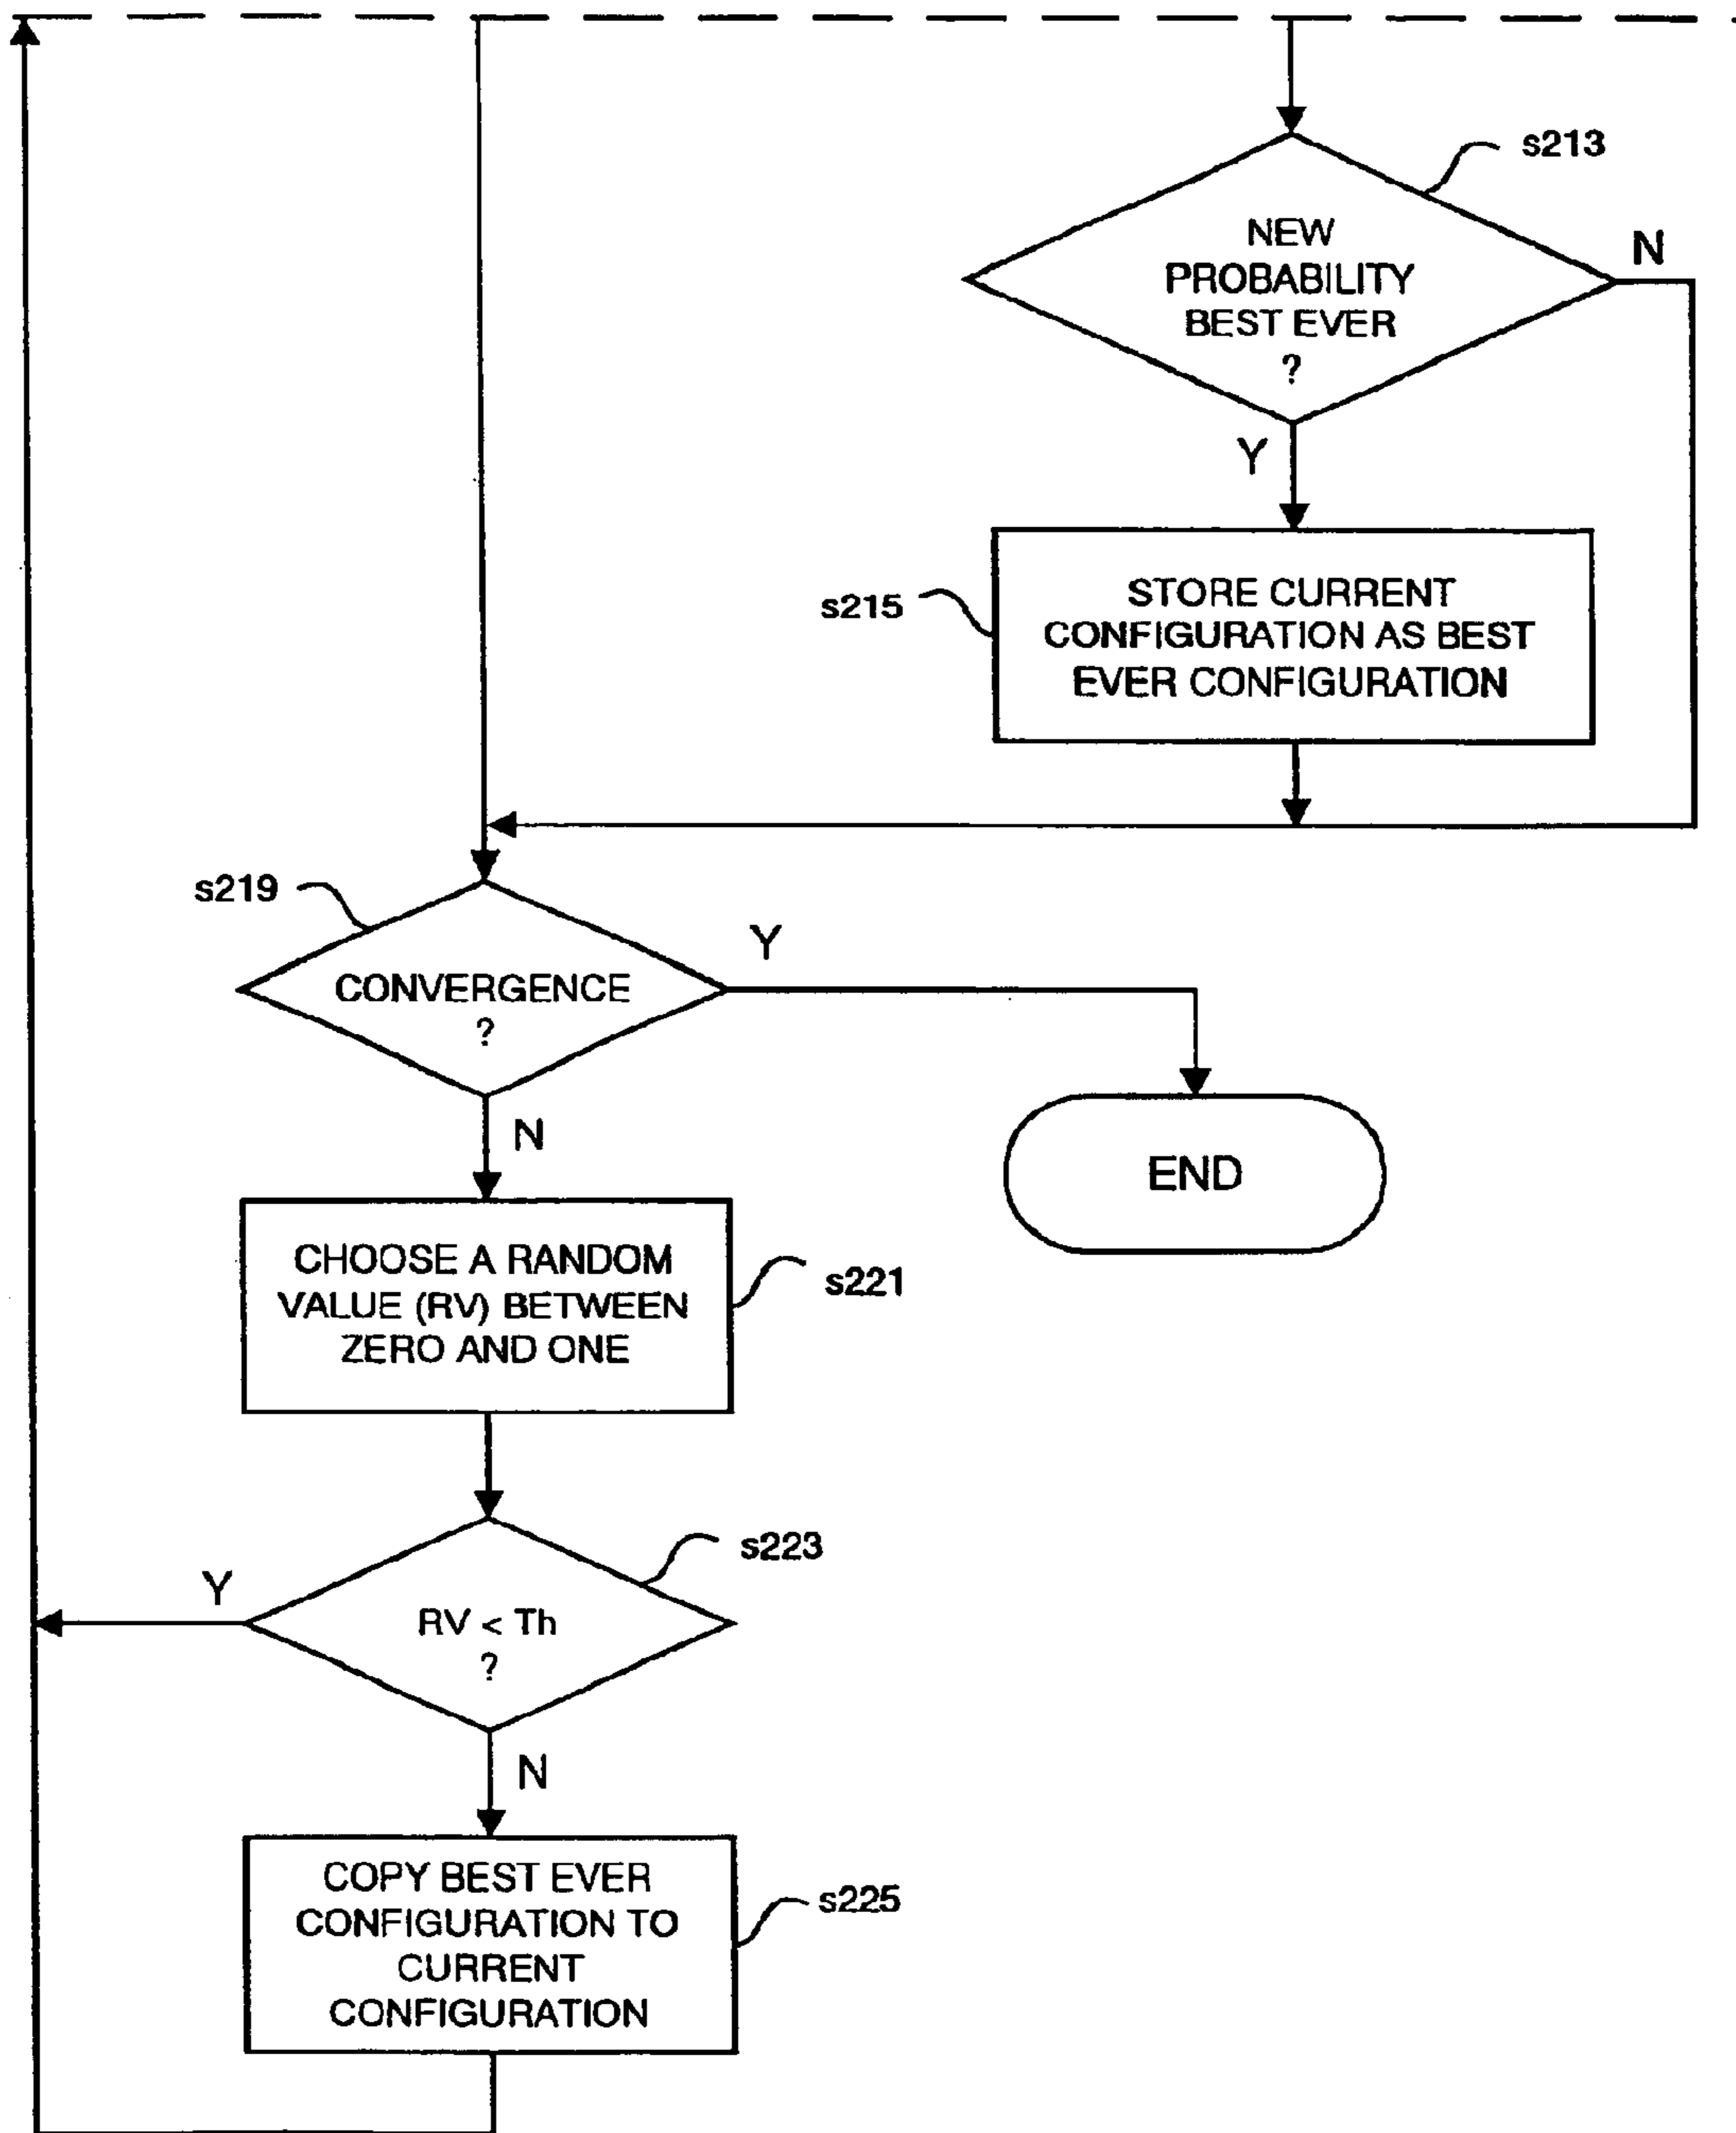 s213
NEW
PROBABILITY
BEST EVER
?
N
Y
s215
STORE CURRENT
CONFIGURATION AS BEST
EVER CONFIGURATION
s219
CONVERGENCE
?
Y
N
END
CHOOSE A RANDOM
VALUE (RV) BETWEEN
ZERO AND ONE
s221
s223
RV < Th
?
Y
N
COPY BEST EVER
CONFIGURATION TO
CURRENT
CONFIGURATION
s225